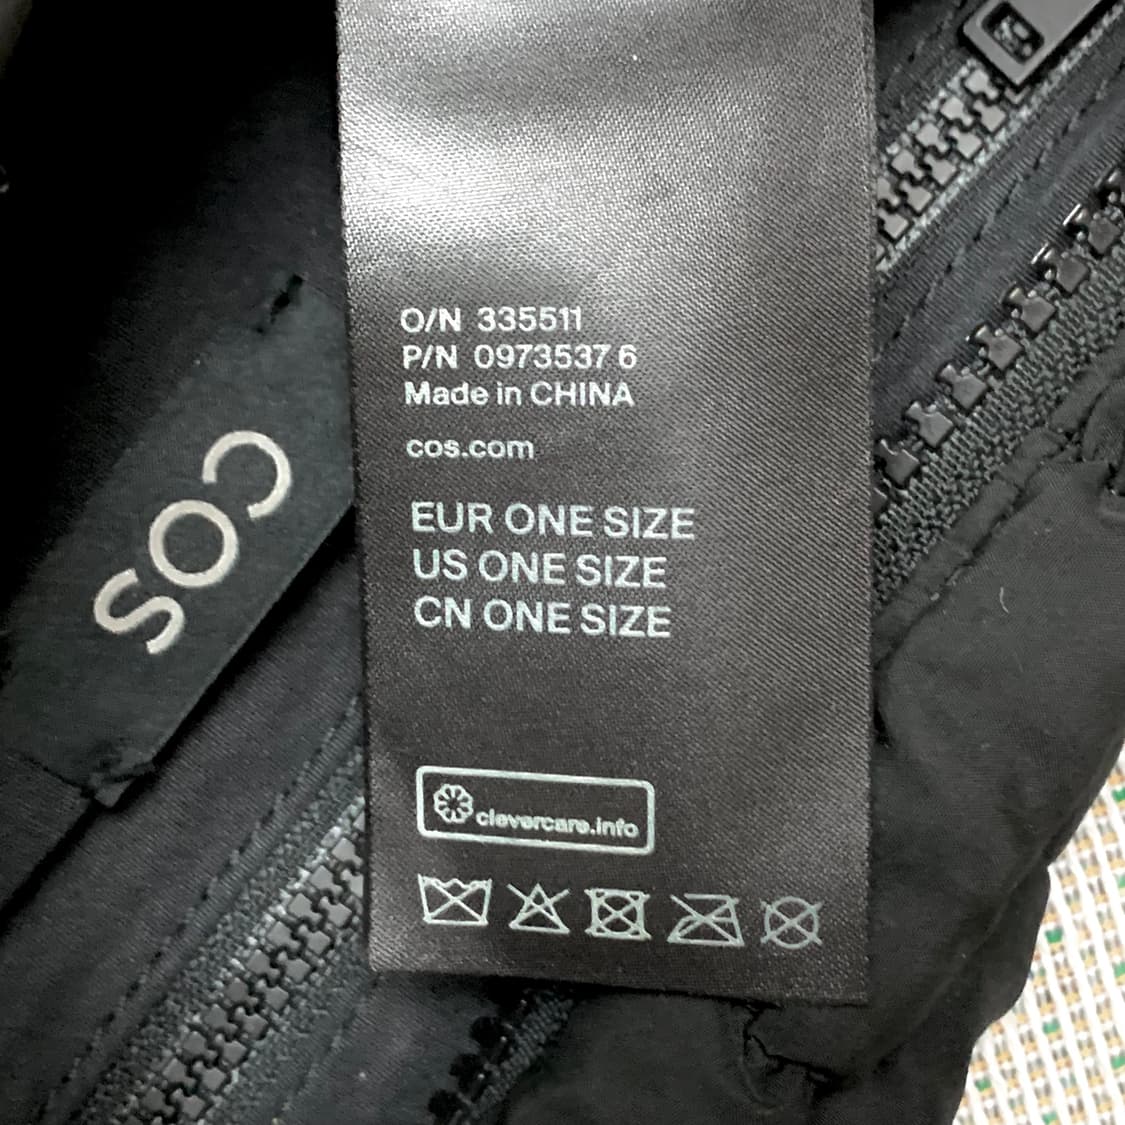 O/N 335511
P/N 0973537 6
Made in CHINA
cos.com
EUR ONE SIZE
US ONE SIZE
CN ONE SIZE
clevercare.info
COS